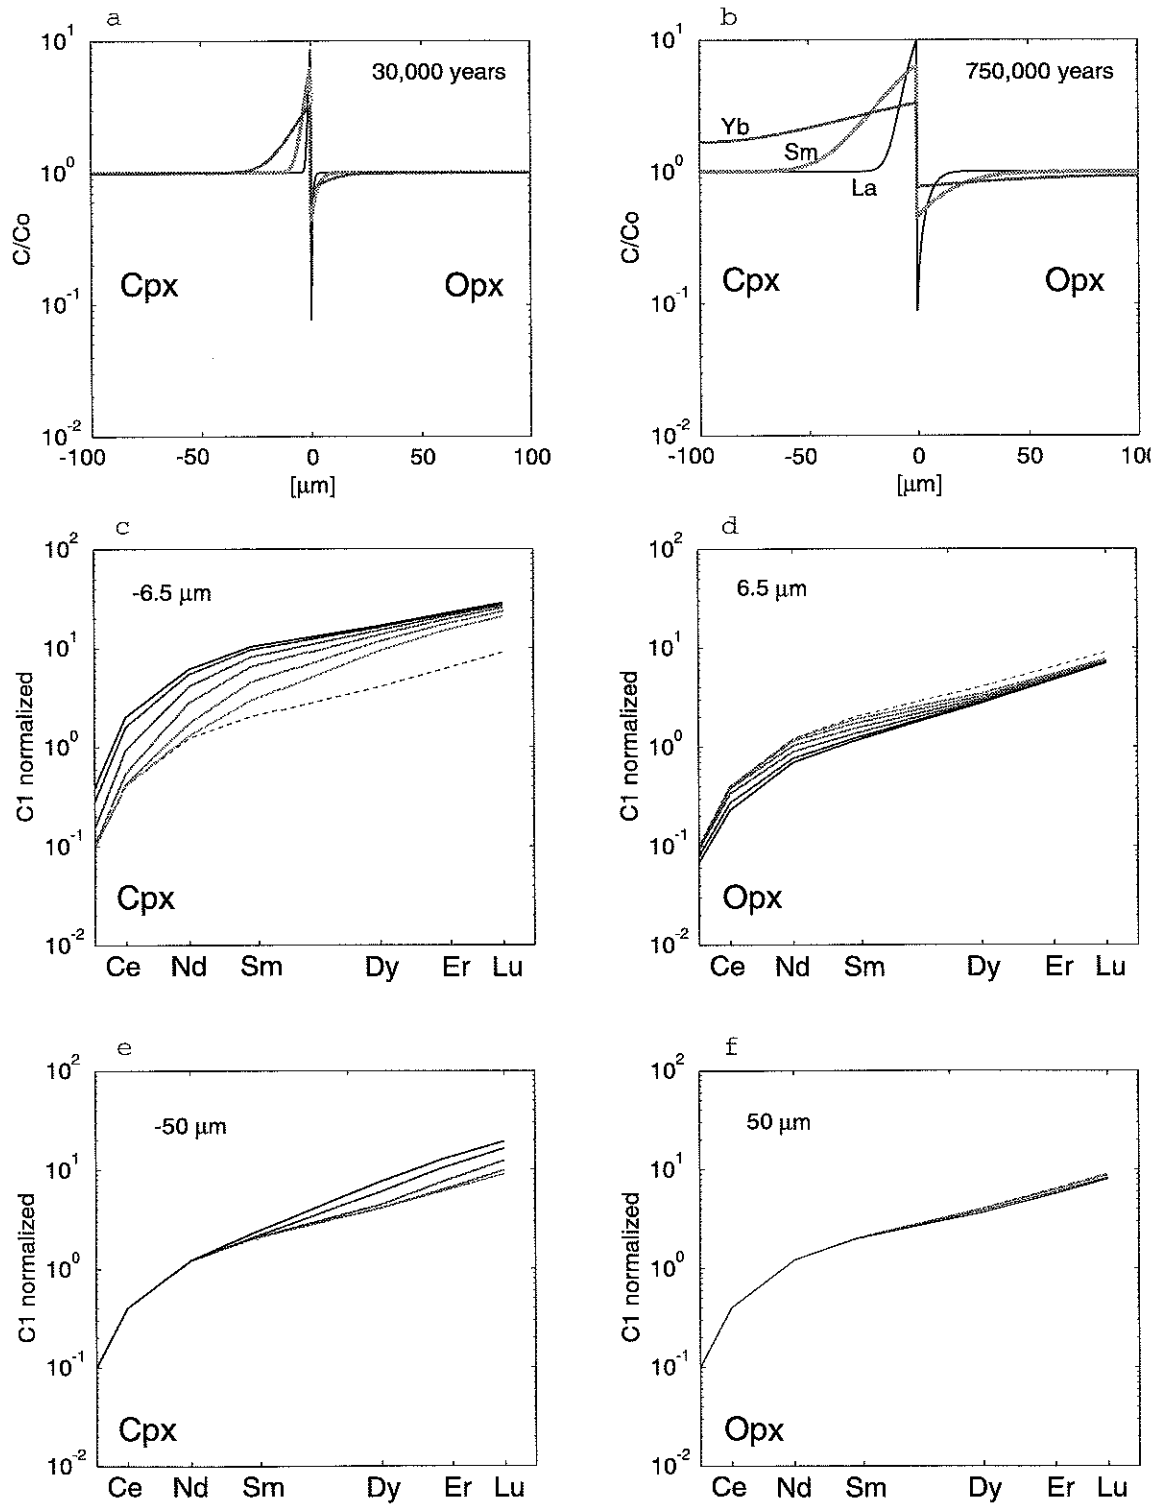 a
30,000 years
C/Co
10^1
10^0
10^-1
10^-2
Cpx
Opx
-100
-50
0
50
100
[μm]
b
750,000 years
C/Co
10^1
10^0
10^-1
10^-2
Yb
Sm
La
Cpx
Opx
-100
-50
0
50
[μm]
c
-6.5 μm
C1 normalized
10^2
10^1
10^0
10^-1
10^-2
Cpx
Ce Nd Sm Dy Er Lu
d
6.5 μm
C1 normalized
10^2
10^1
10^0
10^-1
10^-2
Opx
Ce Nd Sm Dy Er Lu
e
-50 μm
C1 normalized
10^2
10^1
10^0
10^-1
10^-2
Cpx
Ce Nd Sm Dy Er Lu
f
50 μm
C1 normalized
10^2
10^1
10^0
10^-1
10^-2
Opx
Ce Nd Sm Dy Er Lu